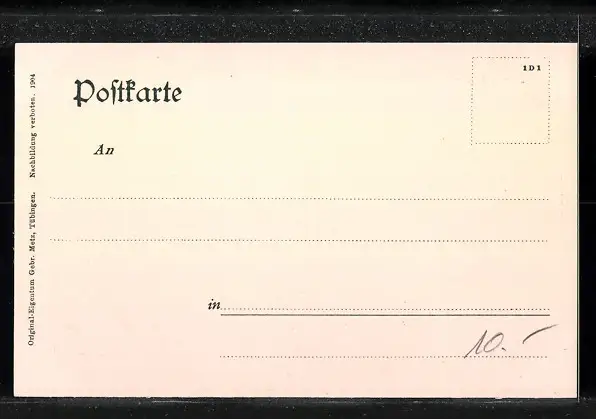 Postkarte
1D1
An
in
10.-
Original-Eigentum Gebr. Metz, Tübingen. Nachbildung verboten. 1904